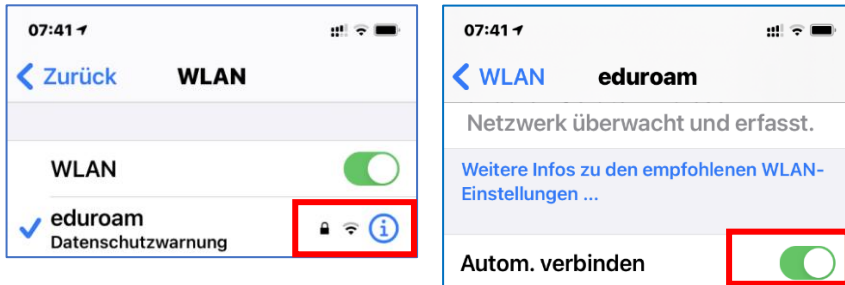 07:41
Zurück
WLAN
WLAN
eduroam
Datenschutzwarnung
07:41
WLAN
eduroam
Netzwerk überwacht und erfasst.
Weitere Infos zu den empfohlenen WLAN-
Einstellungen ...
Autom. verbinden